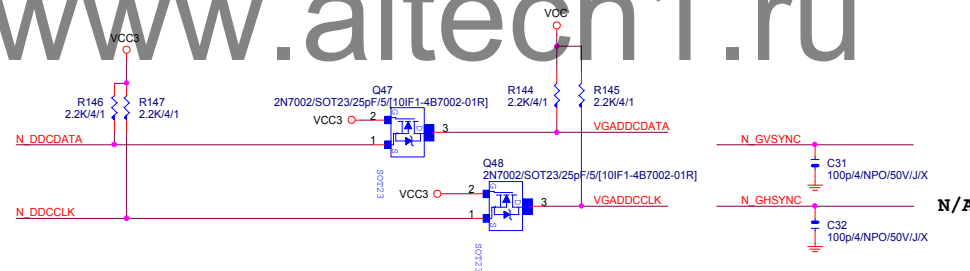 www.altech1.ru
VCC3
VCC
R146
2.2K/4/1
R147
2.2K/4/1
Q47
2N7002/SOT23/25pF/5/[10IF1-4B7002-01R]
VCC3
2
G
S
1
3
SOT23
R144
2.2K/4/1
R145
2.2K/4/1
N_DDCDATA
VGADDCDATA
Q48
2N7002/SOT23/25pF/5/[10IF1-4B7002-01R]
VCC3
2
G
S
1
3
SOT23
N_DDCCLK
VGADDCCLK
N_GVSYNC
C31
100p/4/NPO/50V/J/X
N_GHSYNC
C32
100p/4/NPO/50V/J/X
N/A